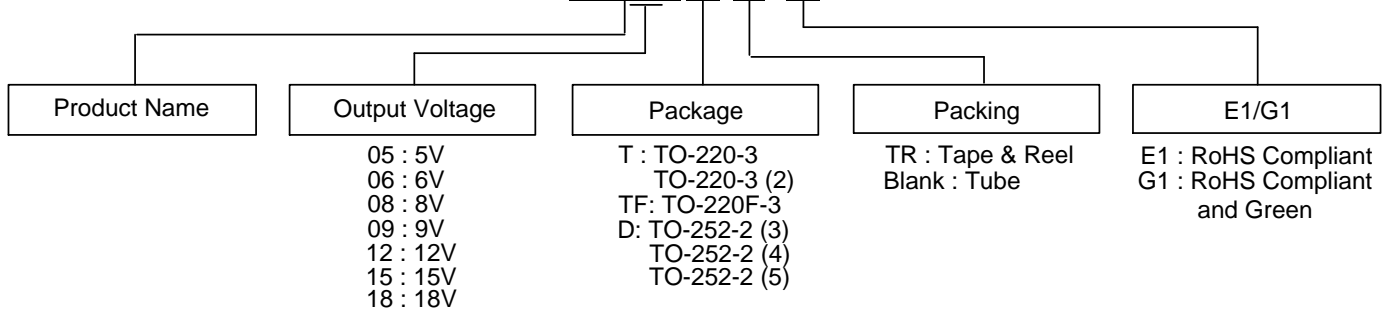 Product Name
Output Voltage
Package
Packing
E1/G1
05 : 5V
06 : 6V
08 : 8V
09 : 9V
12 : 12V
15 : 15V
18 : 18V
T : TO-220-3
TO-220-3 (2)
TF: TO-220F-3
D: TO-252-2 (3)
TO-252-2 (4)
TO-252-2 (5)
TR : Tape & Reel
Blank : Tube
E1 : RoHS Compliant
G1 : RoHS Compliant
and Green